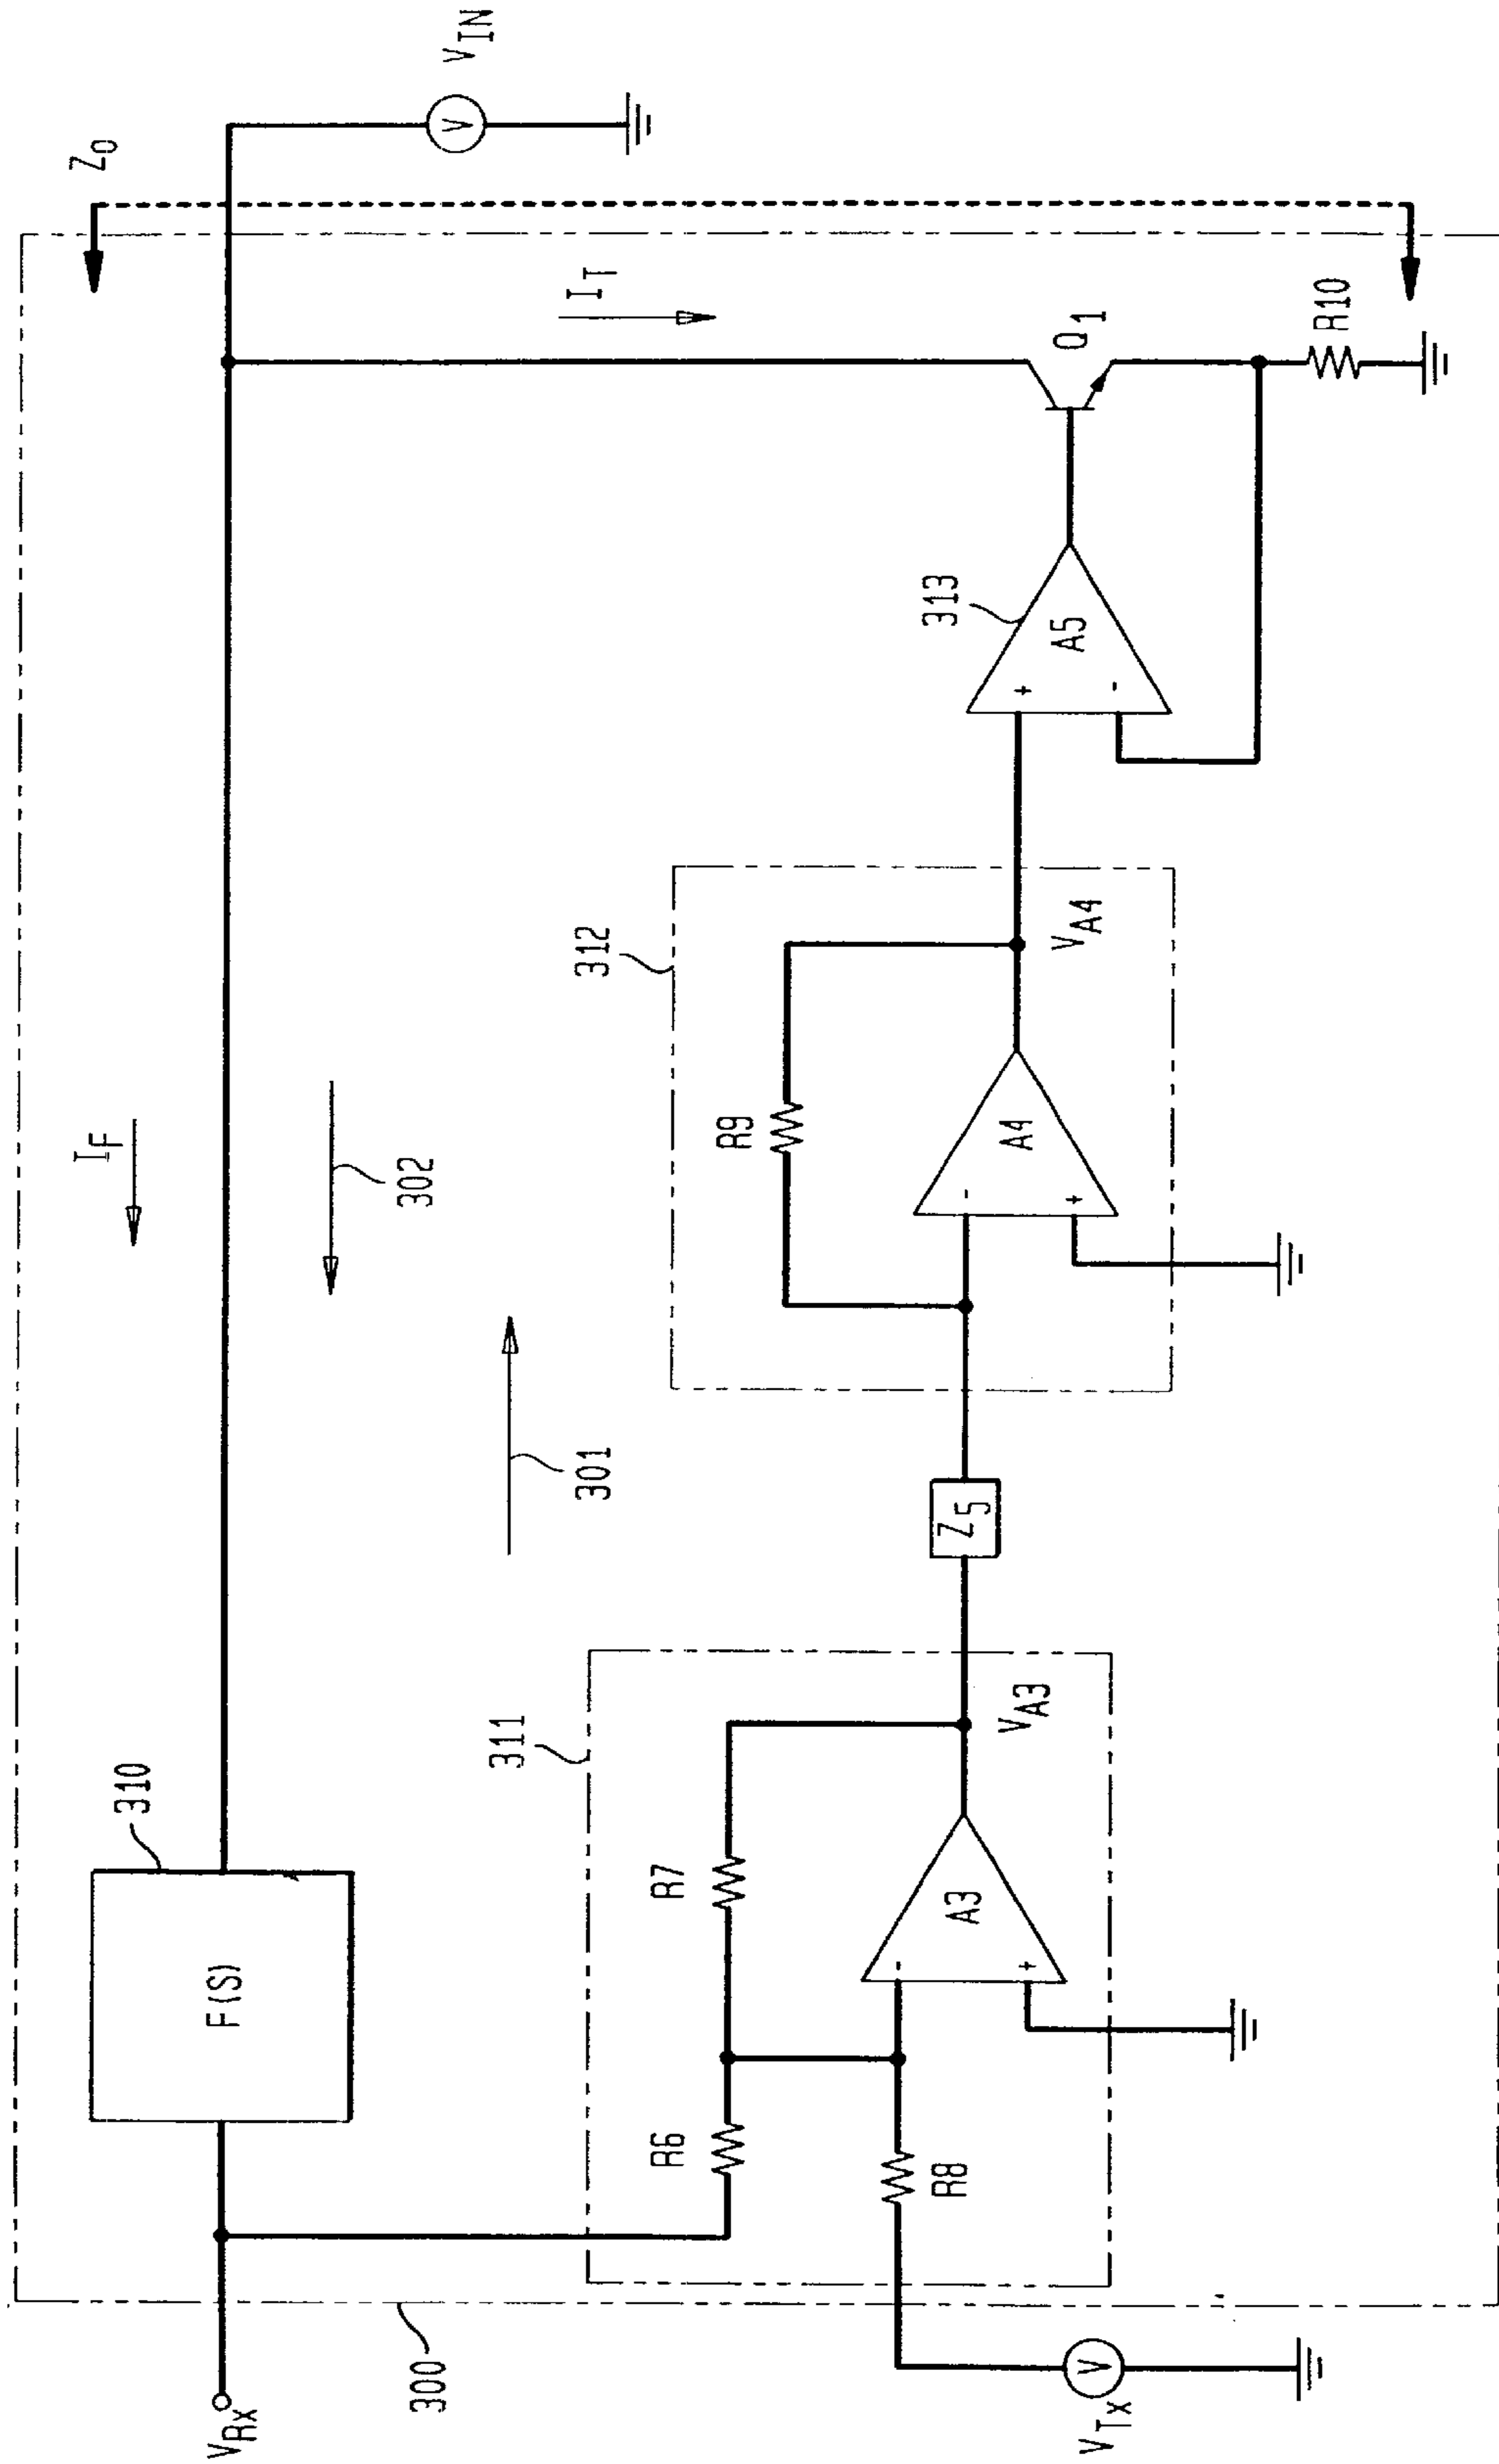 V_IN
V
Z_0
I_T
Q_1
R10
313
A5
+
-
I_F
302
301
312
R9
A4
-
+
V_A4
Z_5
310
F(S)
311
R7
R6
A3
-
+
R8
V_A3
300
V_Rx
V_Tx
V